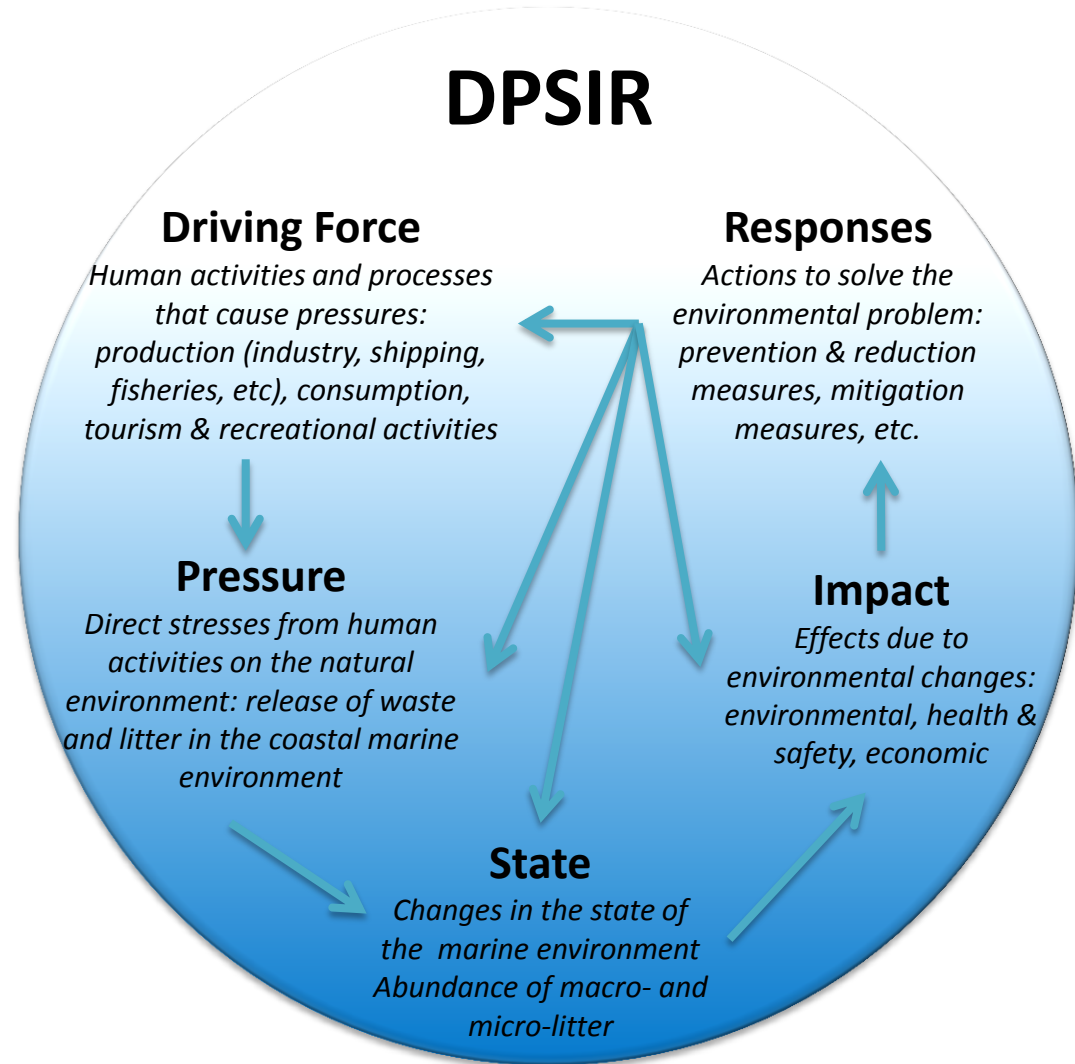 DPSIR
Driving Force
Human activities and processes
that cause pressures:
production (industry, shipping,
fisheries, etc), consumption,
tourism & recreational activities
Responses
Actions to solve the
environmental problem:
prevention & reduction
measures, mitigation
measures, etc.
Pressure
Direct stresses from human
activities on the natural
environment: release of waste
and litter in the coastal marine
environment
Impact
Effects due to
environmental changes:
environmental, health &
safety, economic
State
Changes in the state of
the marine environment
Abundance of macro- and
micro-litter